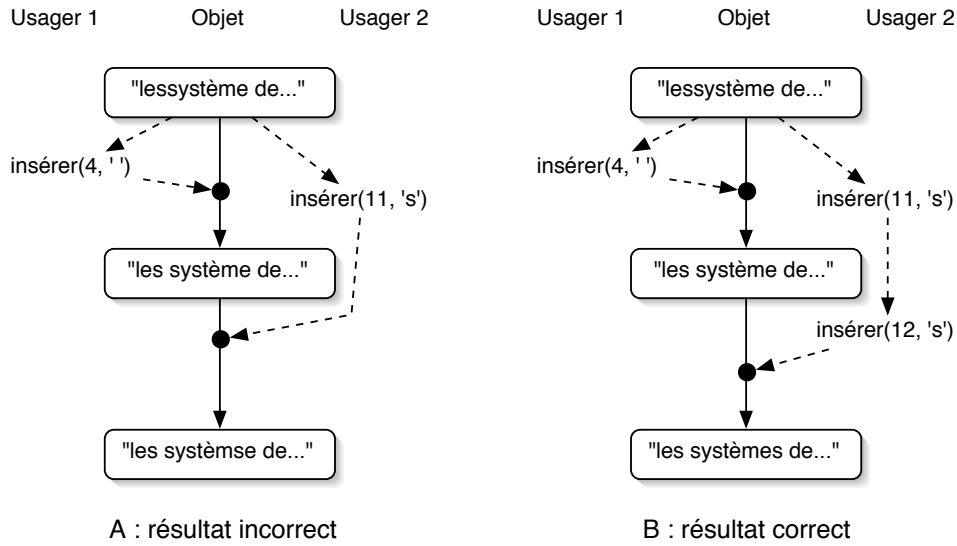 Usager 1 Objet Usager 2
"lessystème de..."
insérer(4, ' ')
insérer(11, 's')
"les système de..."
"les systèmse de..."
A : résultat incorrect
Usager 1 Objet Usager 2
"lessystème de..."
insérer(4, ' ')
insérer(11, 's')
"les système de..."
insérer(12, 's')
"les systèmes de..."
B : résultat correct